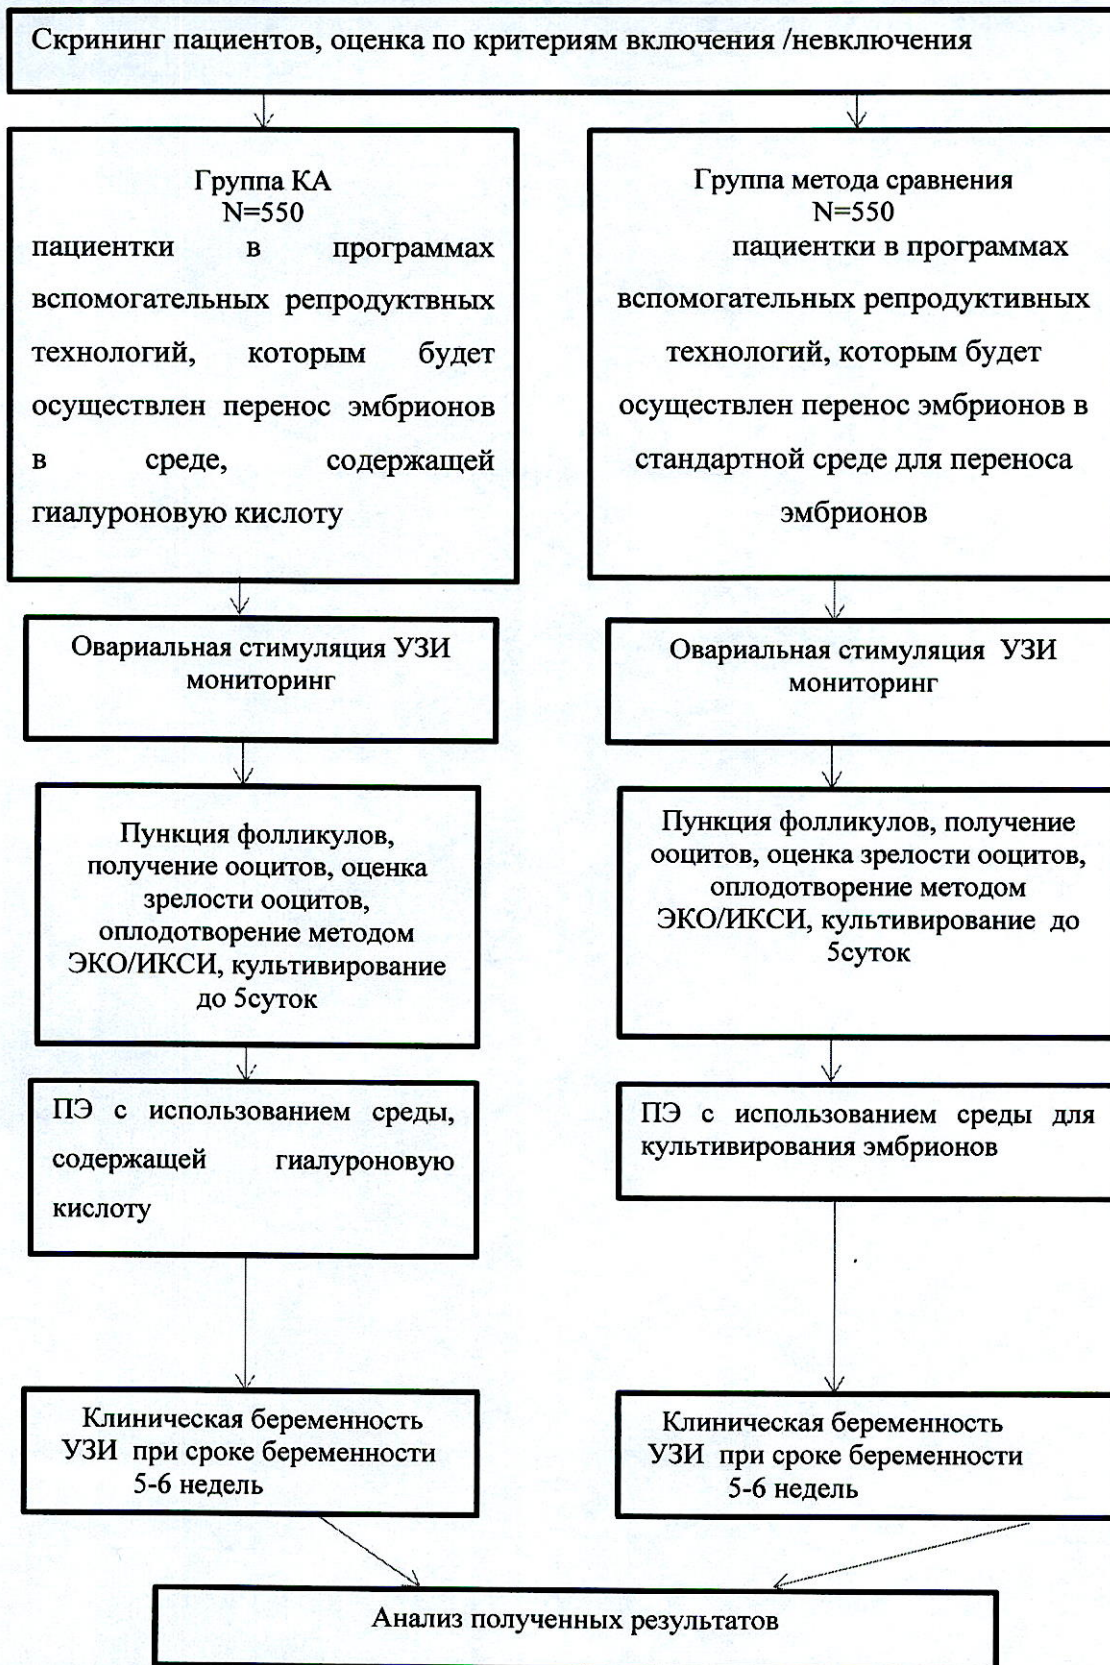 Скрининг пациентов, оценка по критериям включения /невключения
Группа КА
N=550
пациентки в программах
вспомогательных репродуктвных
технологий, которым будет
осуществлен перенос эмбрионов
в среде, содержащей
гиалуроновую кислоту
Группа метода сравнения
N=550
пациентки в программах
вспомогательных репродуктивных
технологий, которым будет
осуществлен перенос эмбрионов в
стандартной среде для переноса
эмбрионов
Овариальная стимуляция УЗИ
мониторинг
Овариальная стимуляция УЗИ
мониторинг
Пункция фолликулов,
получение ооцитов, оценка
зрелости ооцитов,
оплодотворение методом
ЭКО/ИКСИ, культивирование
до 5суток
Пункция фолликулов, получение
ооцитов, оценка зрелости ооцитов,
оплодотворение методом
ЭКО/ИКСИ, культивирование до
5суток
ПЭ с использованием среды,
содержащей гиалуроновую
кислоту
ПЭ с использованием среды для
культивирования эмбрионов
Клиническая беременность
УЗИ при сроке беременности
5-6 недель
Клиническая беременность
УЗИ при сроке беременности
5-6 недель
Анализ полученных результатов